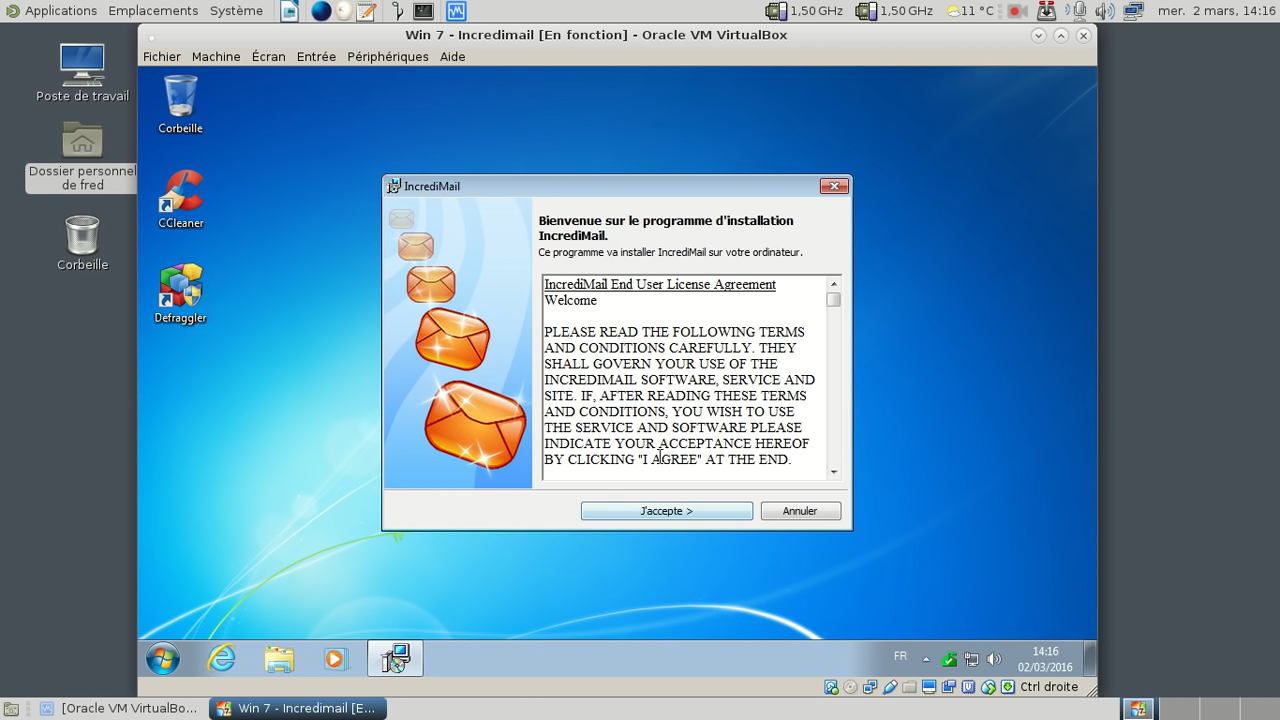 Applications Emplacements Système 1,50 GHz 1,50 GHz 11 °C mer. 2 mars, 14:16
Win 7 - Incredimail [En fonction] - Oracle VM VirtualBox
Fichier Machine Écran Entrée Périphériques Aide
Poste de travail
Dossier personnel
de fred
Corbeille
Corbeille
CCleaner
Defraggler
IncrediMail
Bienvenue sur le programme d'installation
IncrediMail.
Ce programme va installer IncrediMail sur votre ordinateur.
IncrediMail End User License Agreement
Welcome
PLEASE READ THE FOLLOWING TERMS
AND CONDITIONS CAREFULLY. THEY
SHALL GOVERN YOUR USE OF THE
INCREDIMAIL SOFTWARE, SERVICE AND
SITE. IF, AFTER READING THESE TERMS
AND CONDITIONS, YOU WISH TO USE
THE SERVICE AND SOFTWARE PLEASE
INDICATE YOUR ACCEPTANCE HEREOF
BY CLICKING "I AGREE" AT THE END.
J'accepte > Annuler
FR 14:16
02/03/2016
Ctrl droite
[Oracle VM VirtualBo... Win 7 - Incredimail [E...